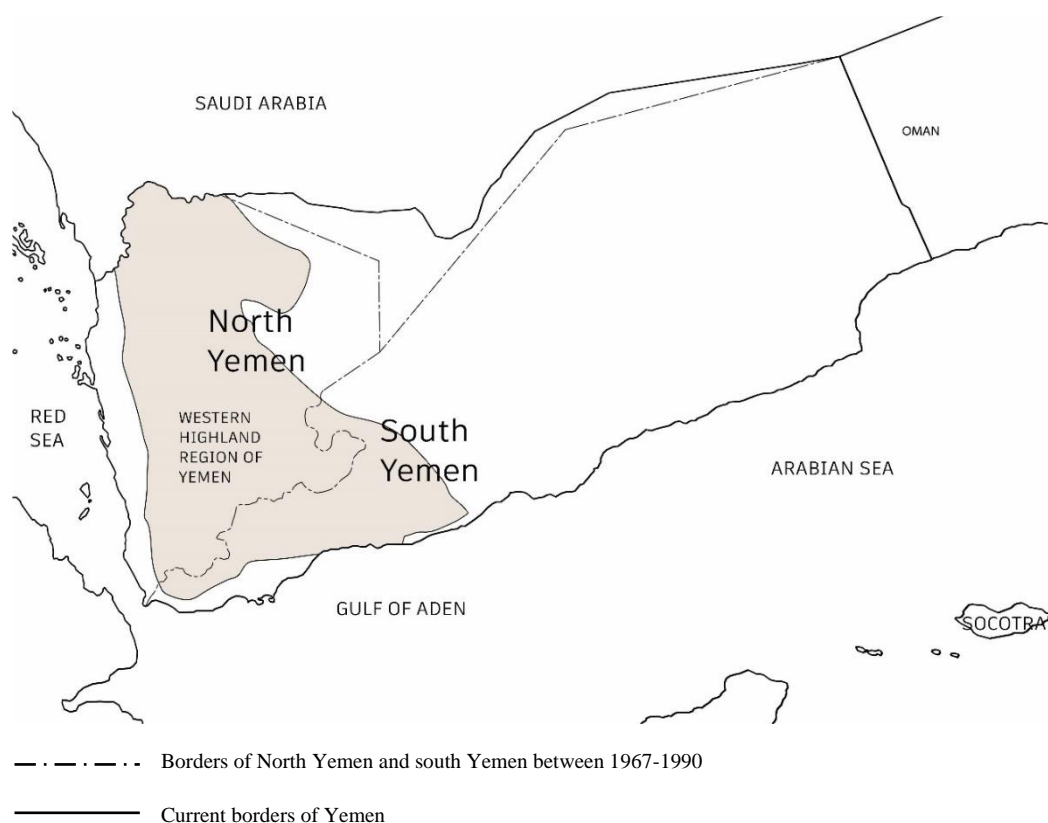 SAUDI ARABIA
OMAN
North
Yemen
RED
SEA
WESTERN
HIGHLAND
REGION OF
YEMEN
South
Yemen
ARABIAN SEA
GULF OF ADEN
SOCOTRA
Borders of North Yemen and south Yemen between 1967-1990
Current borders of Yemen